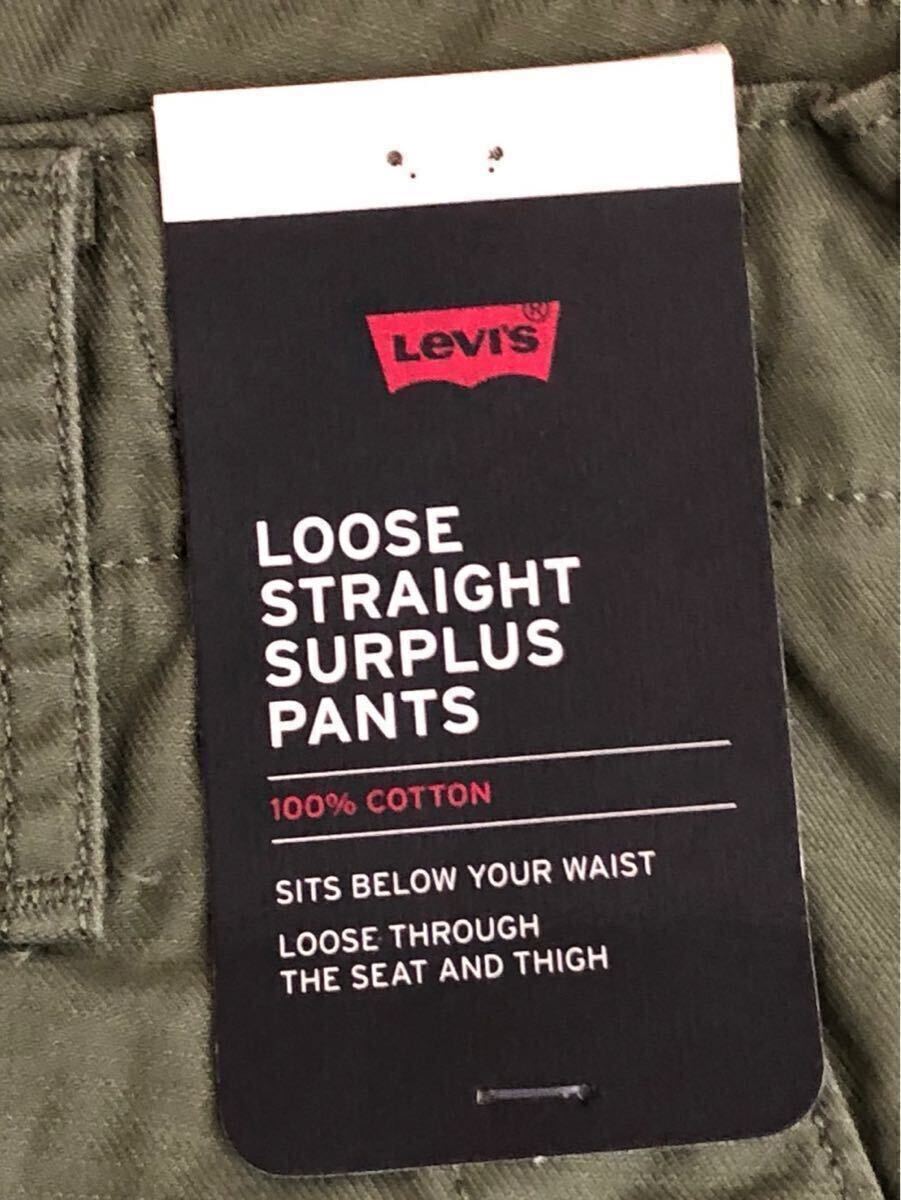 Levi's®
LOOSE
STRAIGHT
SURPLUS
PANTS
100% COTTON
SITS BELOW YOUR WAIST
LOOSE THROUGH
THE SEAT AND THIGH